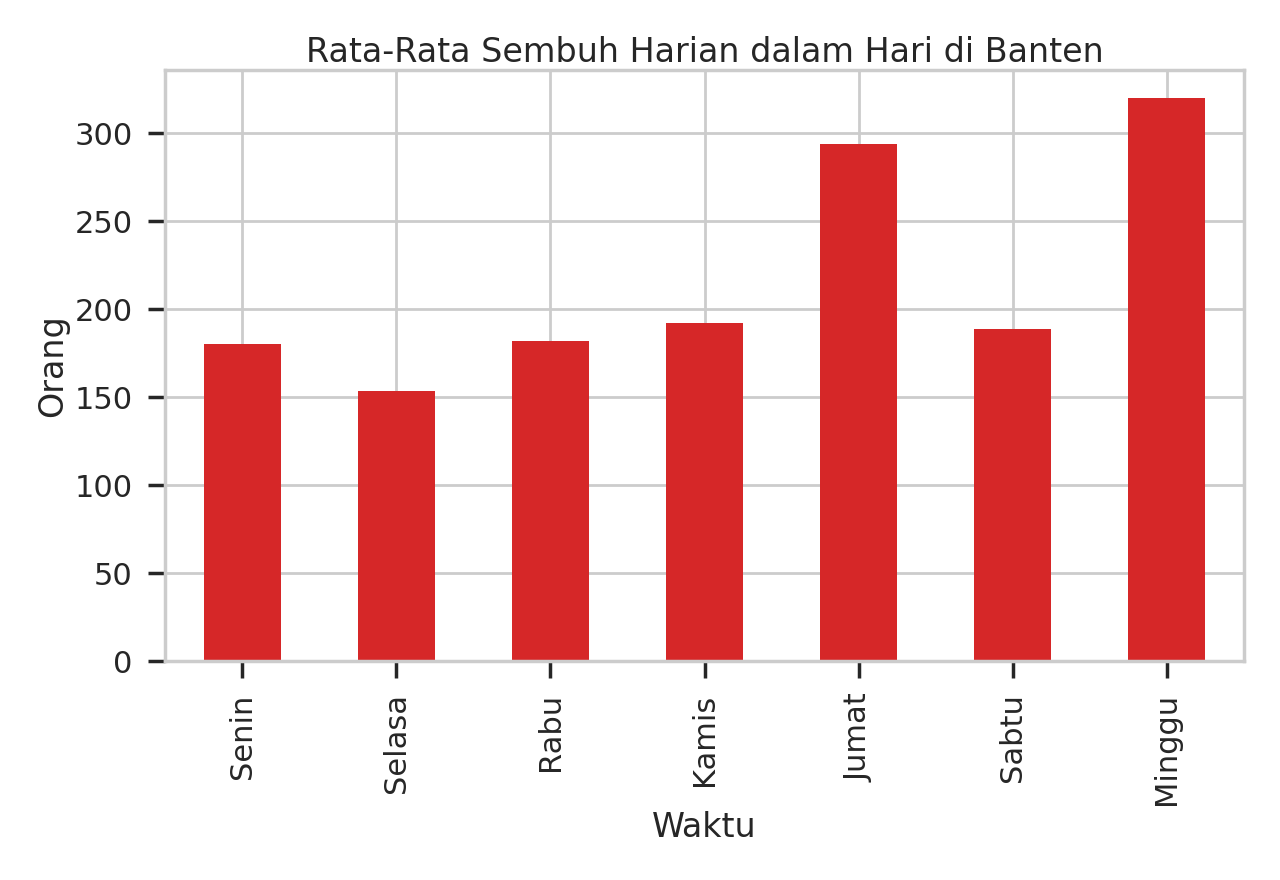 Rata-Rata Sembuh Harian dalam Hari di Banten
300
250
200
150
100
50
0
Orang
Senin
Selasa
Rabu
Kamis
Jumat
Sabtu
Minggu
Waktu